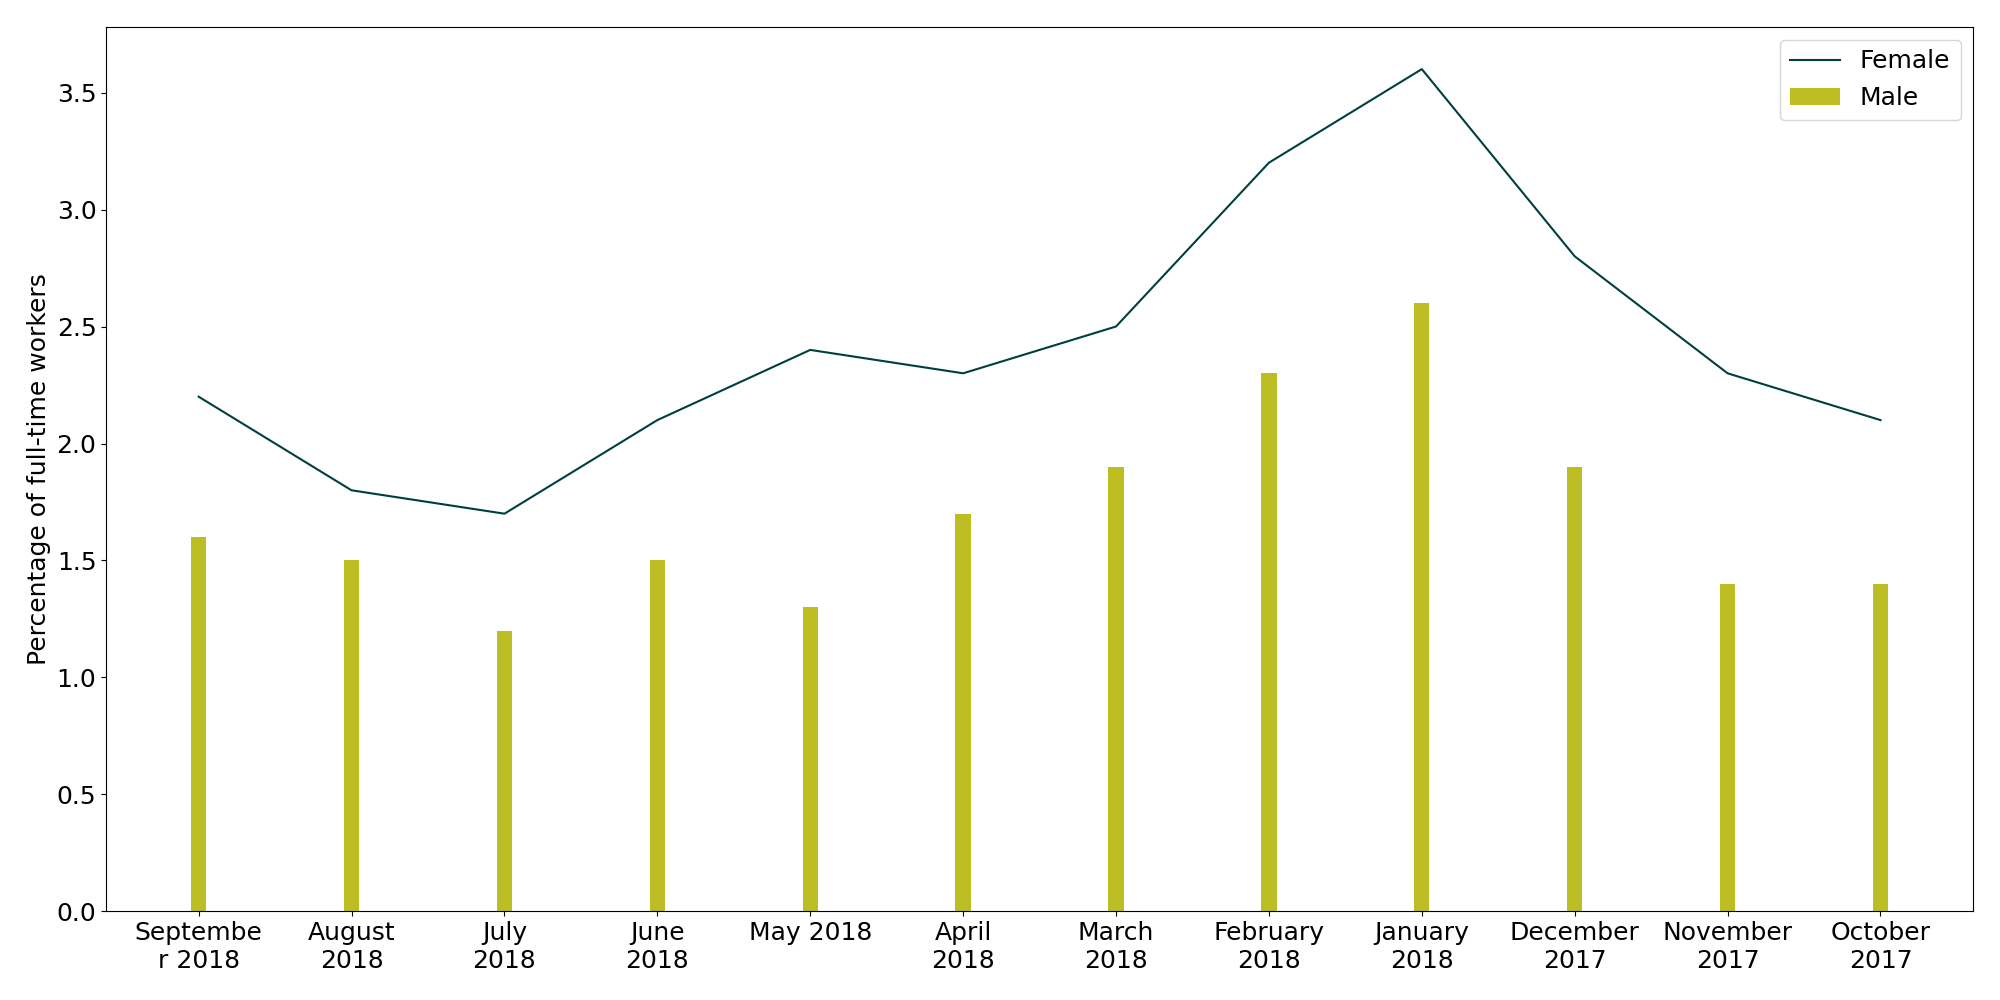 Female
Male
Percentage of full-time workers
3.5
3.0
2.5
2.0
1.5
1.0
0.5
0.0
Septembe
r 2018
August
2018
July
2018
June
2018
May 2018
April
2018
March
2018
February
2018
January
2018
December
2017
November
2017
October
2017